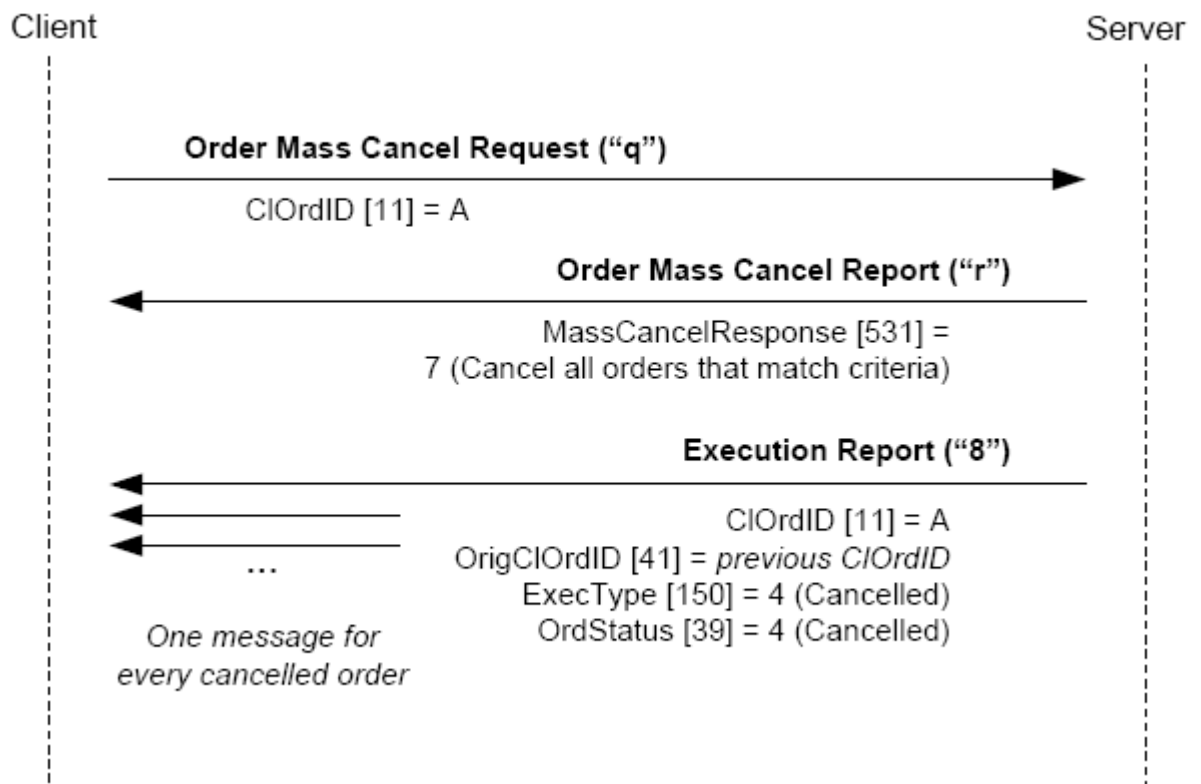 Client
Server
Order Mass Cancel Request (“q”)
ClOrdID [11] = A
Order Mass Cancel Report (“r”)
MassCancelResponse [531] =
7 (Cancel all orders that match criteria)
Execution Report (“8”)
ClOrdID [11] = A
OrigClOrdID [41] = previous ClOrdID
ExecType [150] = 4 (Cancelled)
OrdStatus [39] = 4 (Cancelled)
...
One message for
every cancelled order